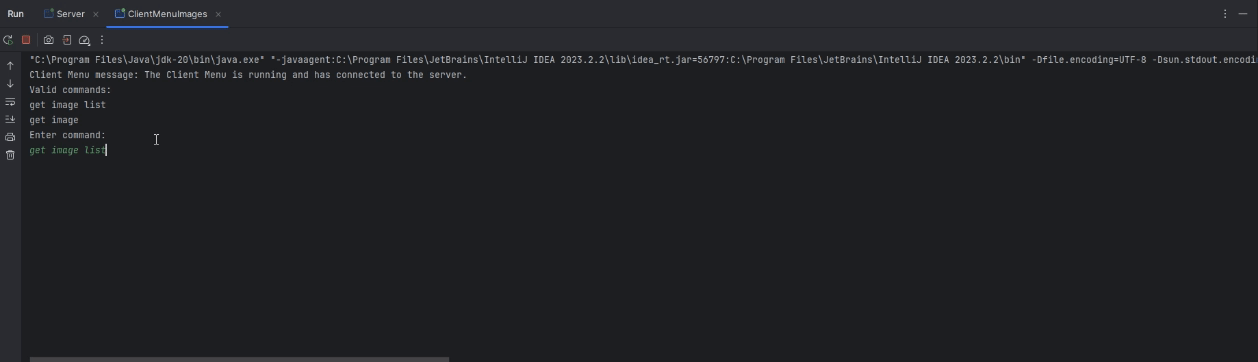 Run Server ClientMenuImages
"C:\Program Files\Java\jdk-20\bin\java.exe" "-javaagent:C:\Program Files\JetBrains\IntelliJ IDEA 2023.2.2\lib\idea_rt.jar=56797:C:\Program Files\JetBrains\IntelliJ IDEA 2023.2.2\bin" -Dfile.encoding=UTF-8 -Dsun.stdout.encodi
Client Menu message: The Client Menu is running and has connected to the server.
Valid commands:
get image list
get image
Enter command:
get image list